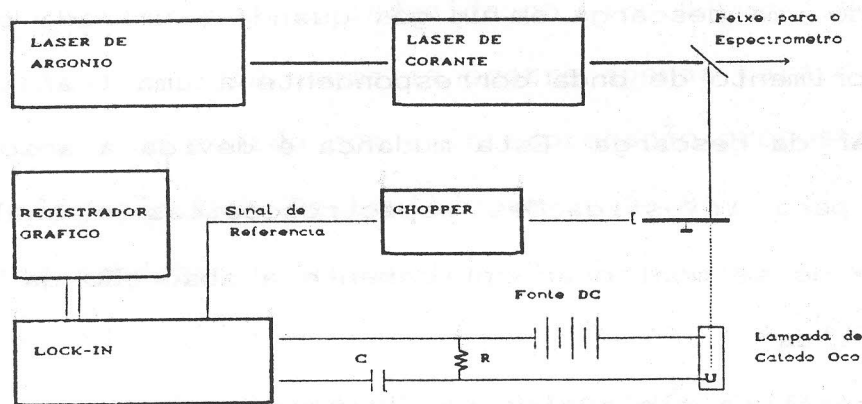 LASER DE
ARGONIO
LASER DE
CORANTE
Feixe para o
Espectrometro
REGISTRADOR
GRAFICO
Sinal de
Referencia
CHOPPER
Fonte DC
LOCK-IN
C
R
Lampada de
Catodo Oco